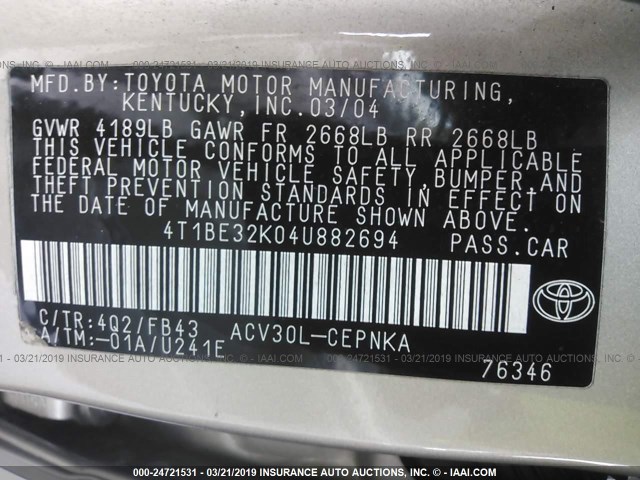 MFD.BY:TOYOTA MOTOR MANUFACTURING,
KENTUCKY, INC.03/04
GVWR 4189LB GAWR FR 2668LB RR 2668LB
THIS VEHICLE CONFORMS TO ALL APPLICABLE
FEDERAL MOTOR VEHICLE SAFETY,BUMPER,AND
THEFT PREVENTION STANDARDS IN EFFECT ON
THE DATE OF MANUFACTURE SHOWN ABOVE.
4T1BE32K04U882694 PASS.CAR
C/TR:4Q2/FB43 ACV30L-CEPNKA
A/TM:-01A/U241E
TOYOTA
76346
000-24721531 - 03/21/2019 INSURANCE AUTO AUCTIONS INC. © - IAAI.COM